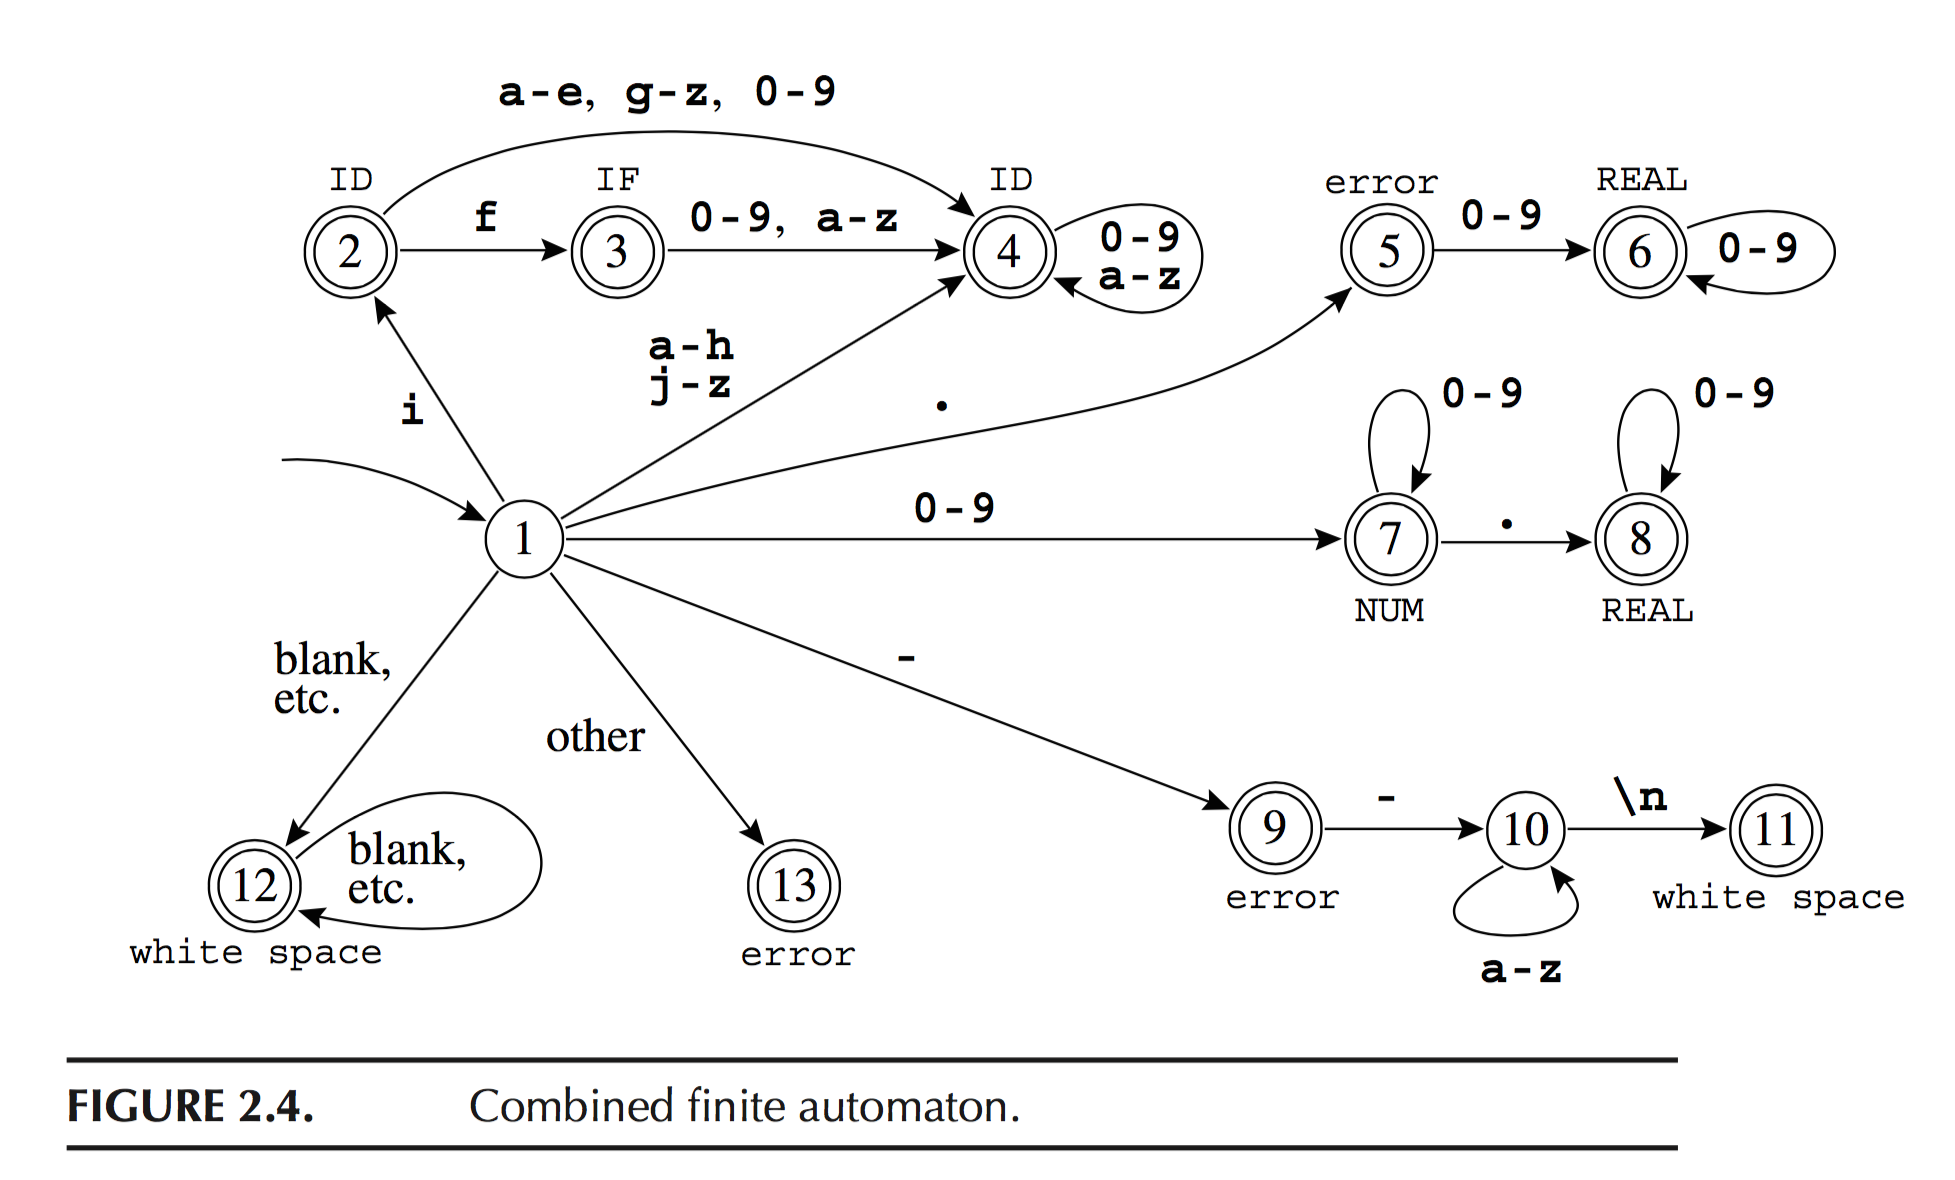 a-e, g-z, 0-9
ID
IF
ID
error
REAL
2
f
3
0-9, a-z
4
0-9
a-z
5
0-9
6
0-9
i
a-h
j-z
.
0-9
0-9
1
0-9
7
.
8
NUM
REAL
blank,
etc.
other
-
9
-
10
\n
11
error
white space
a-z
12
blank,
etc.
white space
13
error
FIGURE 2.4. Combined finite automaton.